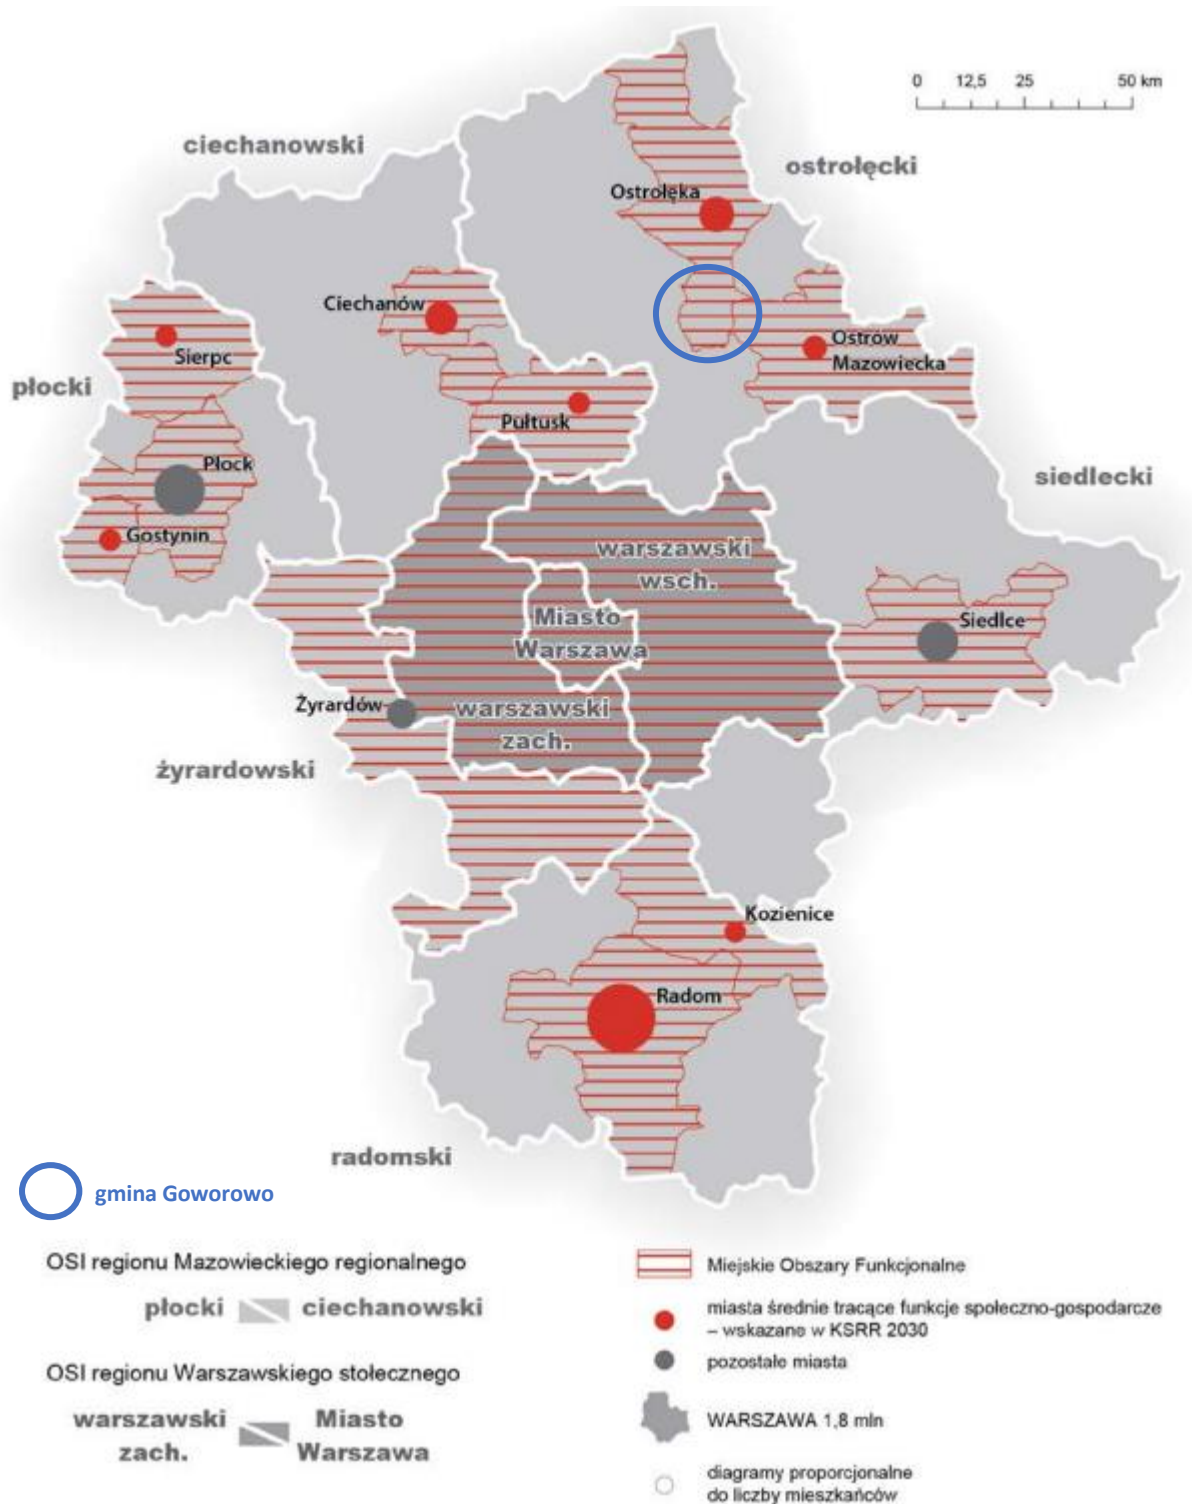 0 12,5 25 50 km
ciechanowski
ostrołęcki
Ostrołęka
Ciechanów
Sierpc
Ostrów
Mazowiecka
płocki
Pułtusk
Płock
siedlecki
Gostynin
warszawski
wsch.
Miasto
Warszawa
Siedlce
Żyrardów
warszawski
zach.
żyrardowski
Kozienice
Radom
radomski
gmina Goworowo
OSI regionu Mazowieckiego regionalnego
płocki ciechanowski
OSI regionu Warszawskiego stołecznego
warszawski
zach.
Miasto
Warszawa
Miejskie Obszary Funkcjonalne
miasta średnie tracące funkcje społeczno-gospodarcze
– wskazane w KSRR 2030
pozostałe miasta
WARSZAWA 1,8 mln
diagramy proporcjonalne
do liczby mieszkańców